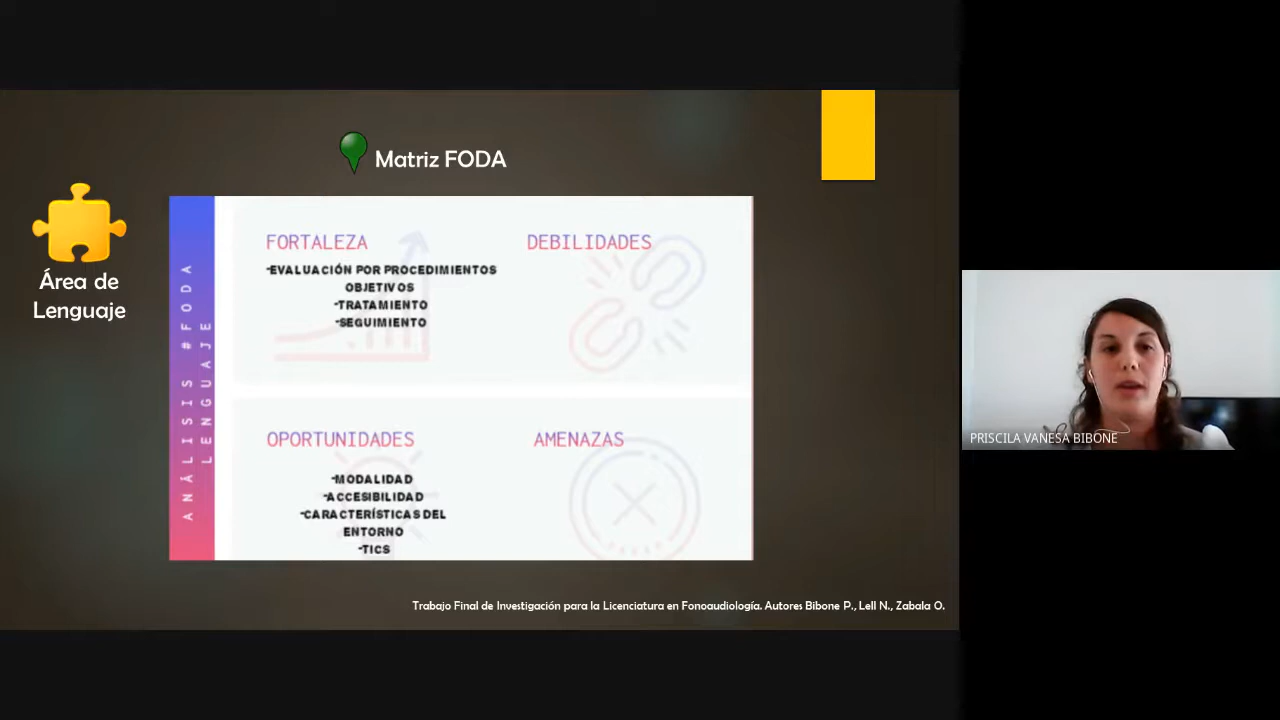 Matriz FODA
Área de
Lenguaje
ANÁLISIS #FODA
LENGUAJE
FORTALEZA
-EVALUACIÓN POR PROCEDIMIENTOS
OBJETIVOS
-TRATAMIENTO
-SEGUIMIENTO
DEBILIDADES
OPORTUNIDADES
-MODALIDAD
-ACCESIBILIDAD
-CARACTERÍSTICAS DEL
ENTORNO
-TICS
AMENAZAS
Trabajo Final de Investigación para la Licenciatura en Fonoaudiología. Autores Bibone P., Lell N., Zabala O.
PRISCILA VANESA BIBONE